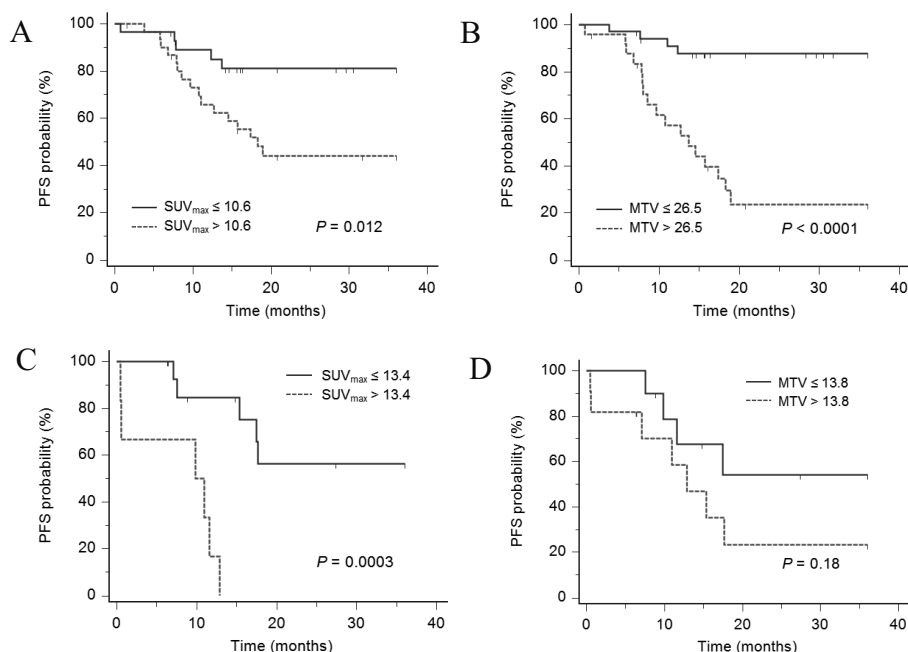 A
PFS probability (%)
100
80
60
40
20
0
SUVmax ≤ 10.6
SUVmax > 10.6
P = 0.012
0 10 20 30 40
Time (months)
B
PFS probability (%)
100
80
60
40
20
0
MTV ≤ 26.5
MTV > 26.5
P < 0.0001
0 10 20 30 40
Time (months)
C
PFS probability (%)
100
80
60
40
20
0
SUVmax ≤ 13.4
SUVmax > 13.4
P = 0.0003
0 10 20 30 40
Time (months)
D
PFS probability (%)
100
80
60
40
20
0
MTV ≤ 13.8
MTV > 13.8
P = 0.18
0 10 20 30 40
Time (months)